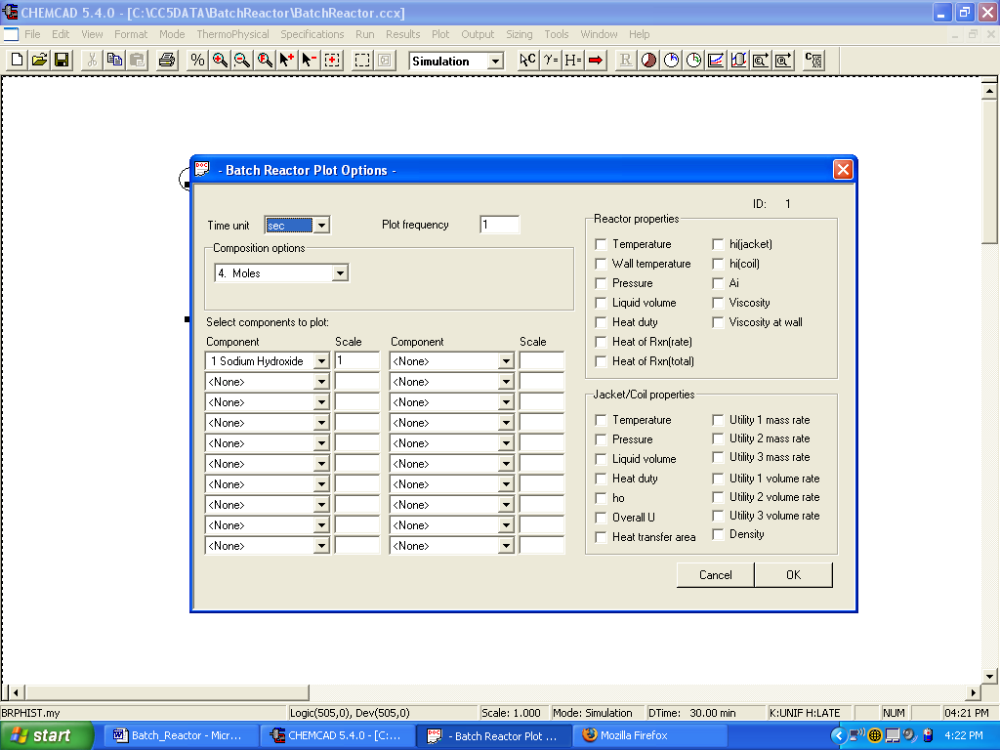 CHEMCAD 5.4.0 - [C:\CC5DATA\BatchReactor\BatchReactor.ccx]
File Edit View Format Mode ThermoPhysical Specifications Run Results Plot Output Sizing Tools Window Help
% Simulation C γ= H= R
- Batch Reactor Plot Options -
ID: 1
Time unit sec Plot frequency 1
Composition options
4. Moles
Select components to plot:
Component Scale Component Scale
1 Sodium Hydroxide 1 <None>
<None> <None>
<None> <None>
<None> <None>
<None> <None>
<None> <None>
<None> <None>
<None> <None>
<None> <None>
<None> <None>
Reactor properties
Temperature hi(jacket)
Wall temperature hi(coil)
Pressure Ai
Liquid volume Viscosity
Heat duty Viscosity at wall
Heat of Rxn(rate)
Heat of Rxn(total)
Jacket/Coil properties
Temperature Utility 1 mass rate
Pressure Utility 2 mass rate
Liquid volume Utility 3 mass rate
Heat duty Utility 1 volume rate
ho Utility 2 volume rate
Overall U Utility 3 volume rate
Heat transfer area Density
Cancel OK
BRPHIST.my Logic(505,0), Dev(505,0) Scale: 1.000 Mode: Simulation DTime: 30.00 min K:UNIF H:LATE NUM 04:21 PM
start Batch_Reactor - Micr... CHEMCAD 5.4.0 - [C:... - Batch Reactor Plot ... Mozilla Firefox 4:22 PM